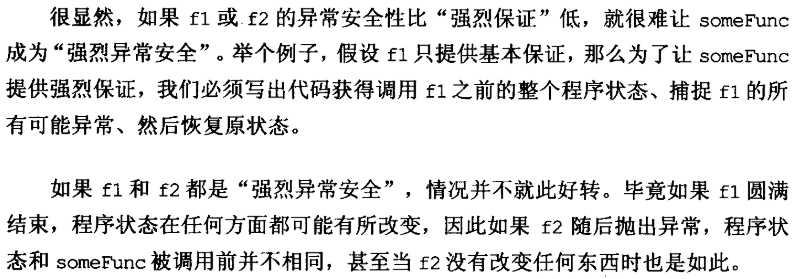 很显然，如果 f1 或 f2 的异常安全性比“强烈保证”低，就很难让 someFunc
成为“强烈异常安全”。举个例子，假设 f1 只提供基本保证，那么为了让 someFunc
提供强烈保证，我们必须写出代码获得调用 f1 之前的整个程序状态、捕捉 f1 的所
有可能异常、然后恢复原状态。
如果 f1 和 f2 都是“强烈异常安全”，情况并不就此好转。毕竟如果 f1 圆满
结束，程序状态在任何方面都可能有所改变，因此如果 f2 随后抛出异常，程序状
态和 someFunc 被调用前并不相同，甚至当 f2 没有改变任何东西时也是如此。